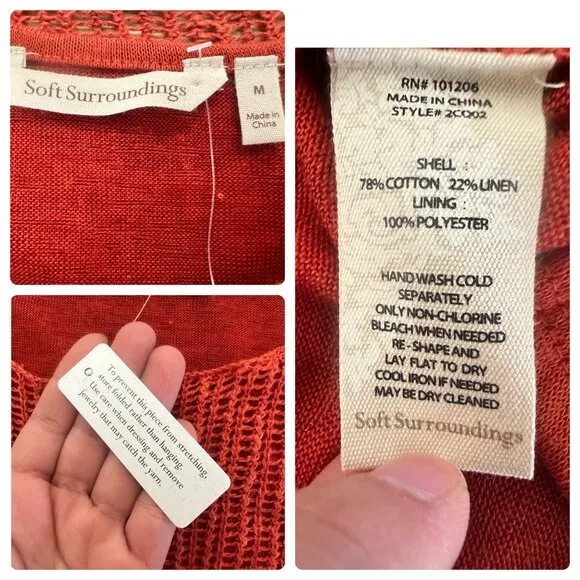 Soft Surroundings
M
Made in
China
To prevent this piece from stretching,
store folded rather than hanging.
Use care when dressing and remove
jewelry that may catch the yarn.
RN# 101206
MADE IN CHINA
STYLE# 2CQ02
SHELL :
78%COTTON 22%LINEN
LINING :
100%POLYESTER
HAND WASH COLD
SEPARATELY
ONLY NON-CHLORINE
BLEACH WHEN NEEDED
RE-SHAPE AND
LAY FLAT TO DRY
COOL IRON IF NEEDED
MAY BE DRY CLEANED
Soft Surroundings